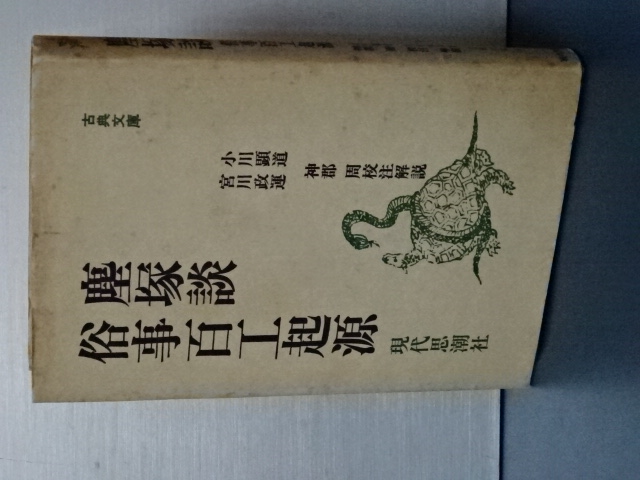 古典文庫
小川顕道
宮川政運
神郡 周校注解説
塵塚談
俗事百工起源
現代思潮社